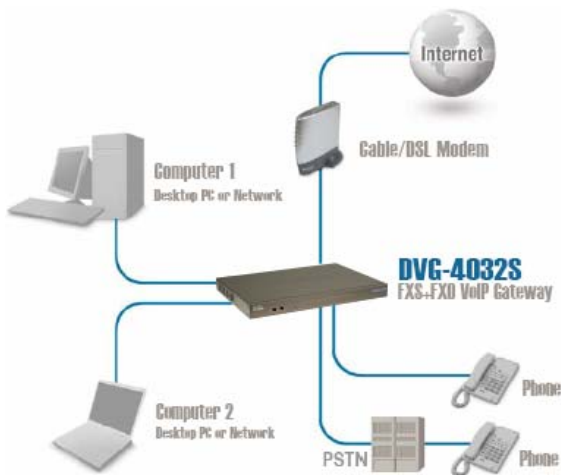 Internet
Cable/DSL Modem
Computer 1
Desktop PC or Network
DVG-4032S
FXS+FXO VoIP Gateway
Phone
Computer 2
Desktop PC or Network
PSTN
Phone